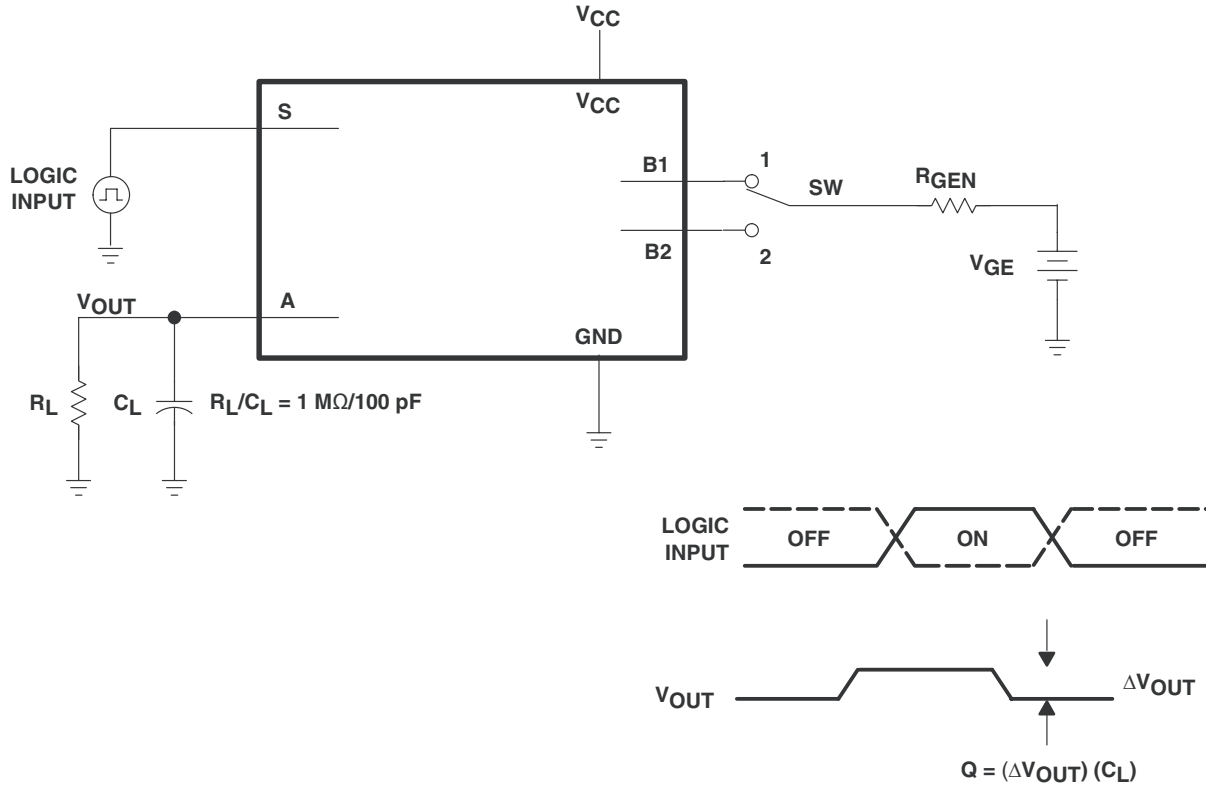 VCC
VCC
S
LOGIC
INPUT
B1
1
SW
RGEN
B2
2
VGE
VOUT
A
GND
RL
CL
RL/CL = 1 MΩ/100 pF
LOGIC
INPUT
OFF
ON
OFF
VOUT
ΔVOUT
Q = (ΔVOUT) (CL)